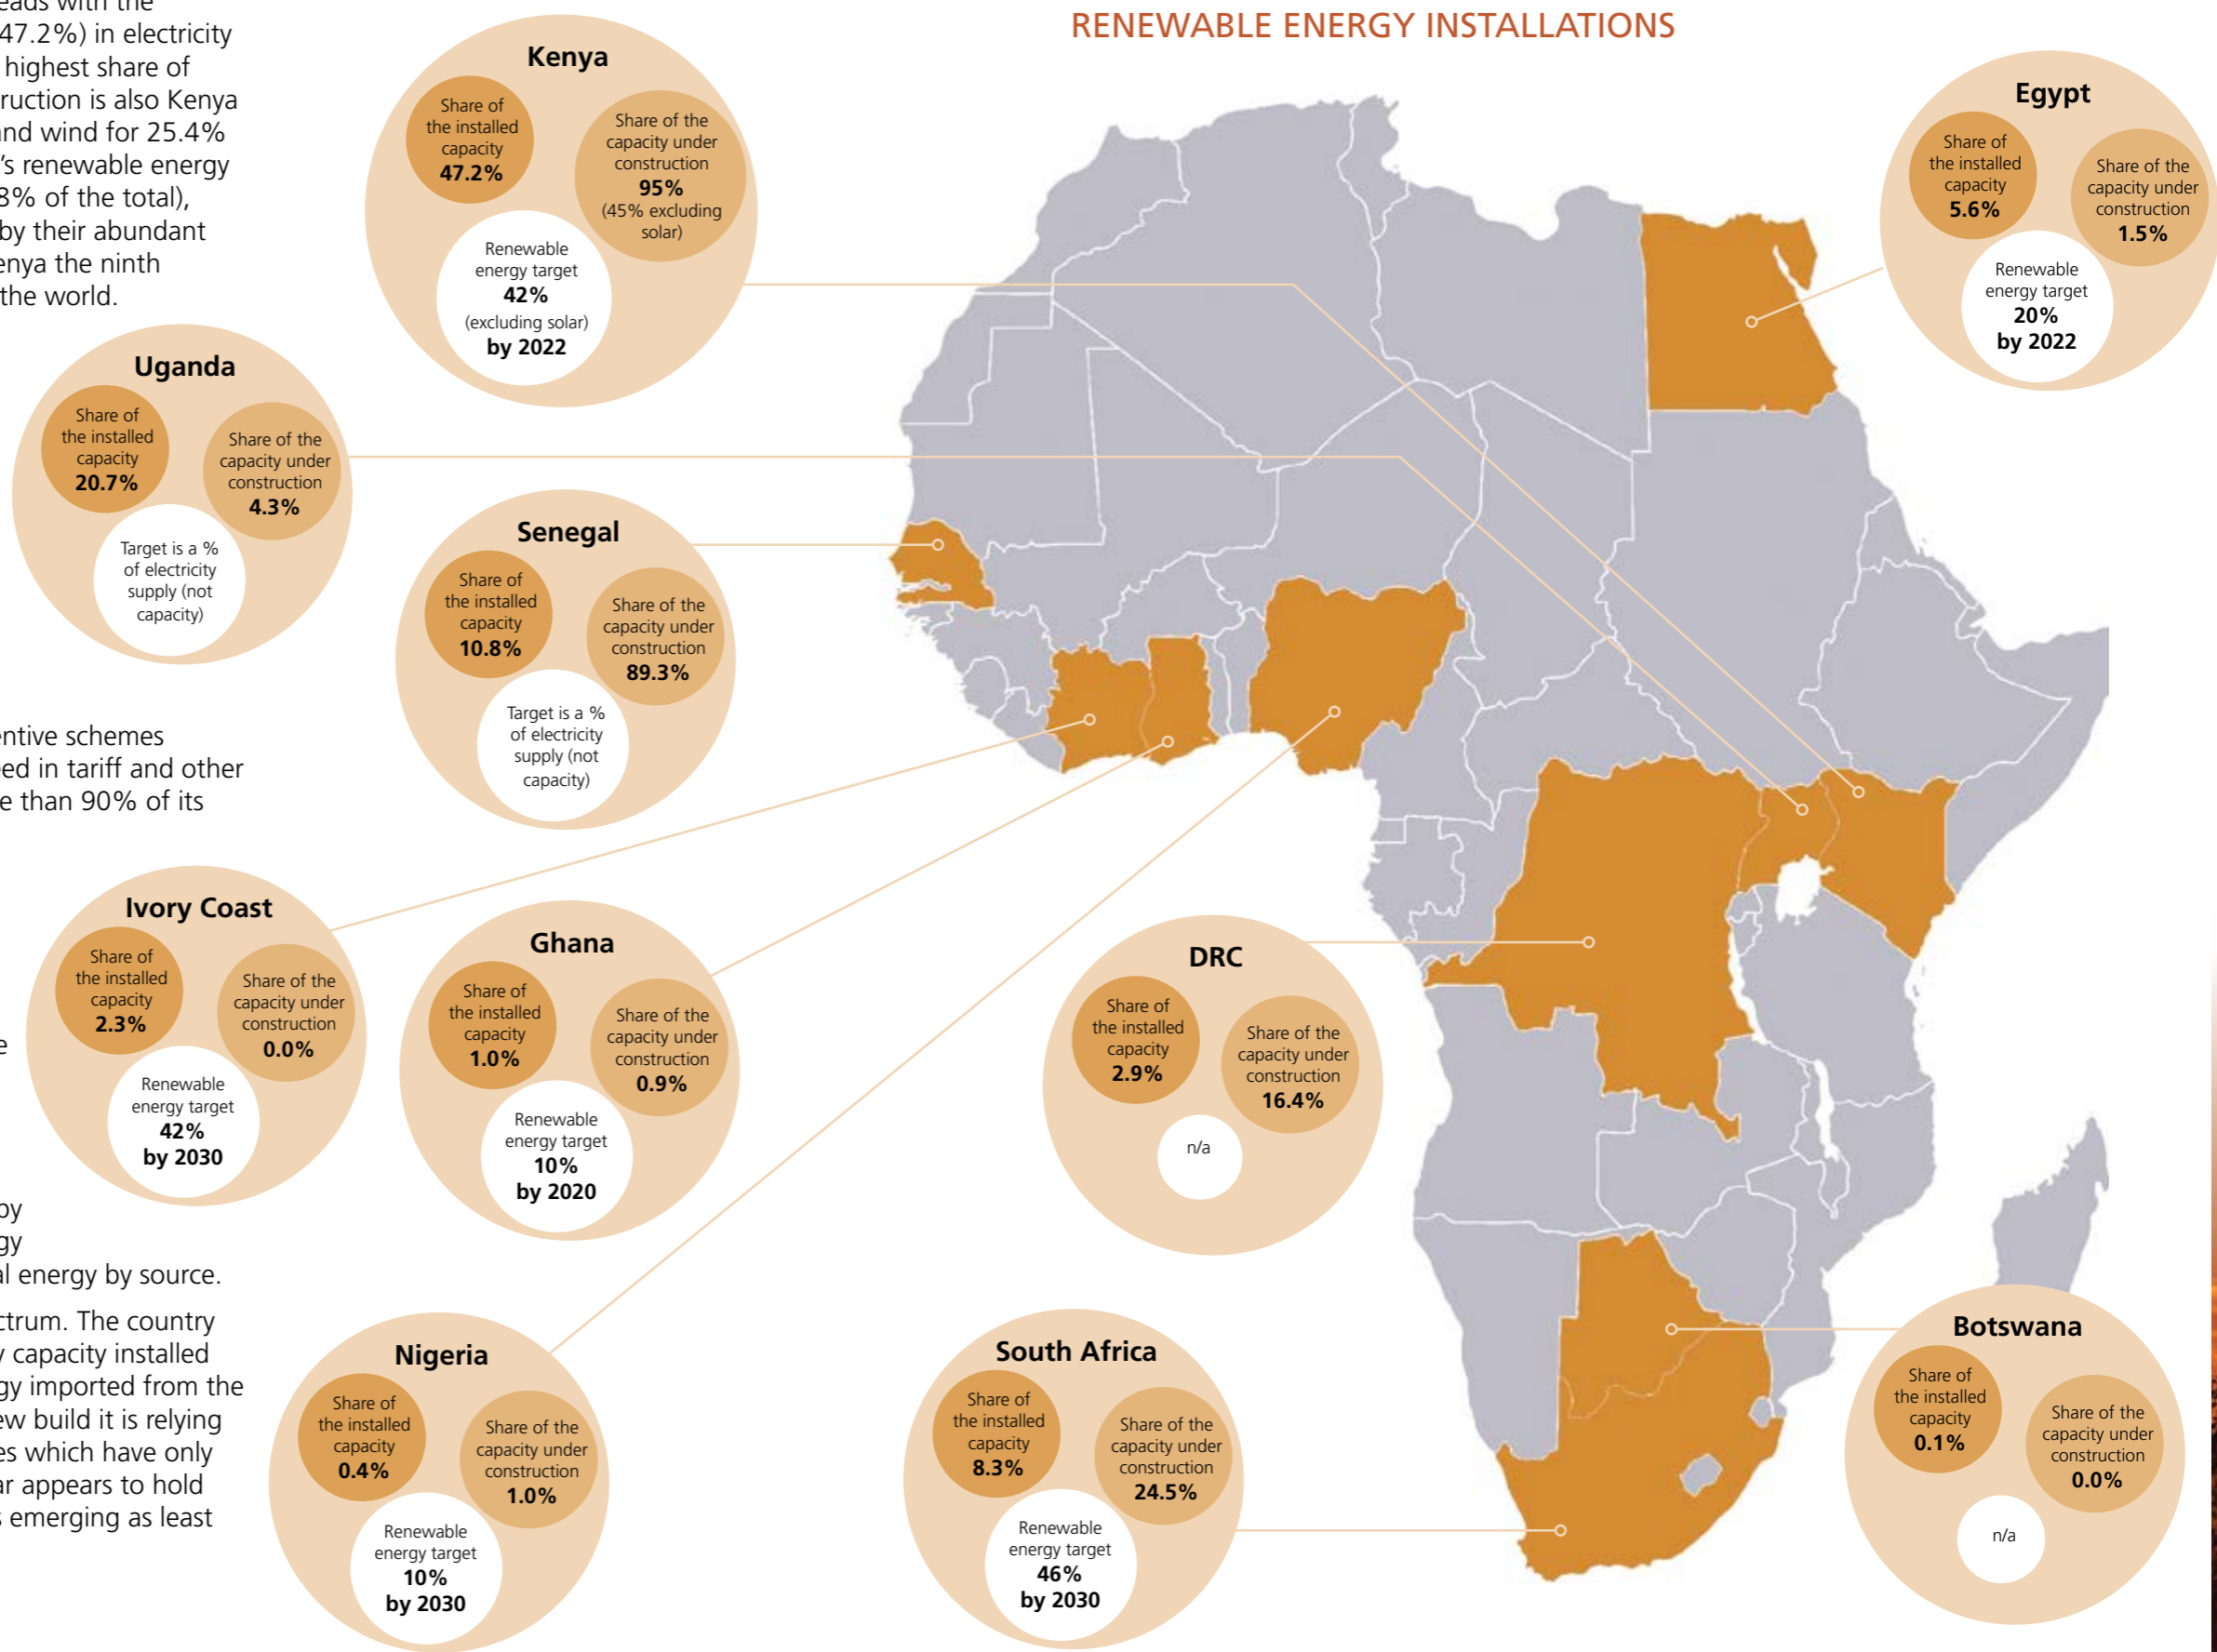 eads with the
47.2%) in electricity
highest share of
ruction is also Kenya
and wind for 25.4%
's renewable energy
8% of the total),
by their abundant
enya the ninth
the world.
entive schemes
eed in tariff and other
e than 90% of its
e
by
gy
al energy by source.
ctrum. The country
y capacity installed
gy imported from the
ew build it is relying
es which have only
ar appears to hold
s emerging as least
RENEWABLE ENERGY INSTALLATIONS
Kenya
Share of
the installed
capacity
47.2%
Share of the
capacity under
construction
95%
(45% excluding
solar)
Renewable
energy target
42%
(excluding solar)
by 2022
Egypt
Share of
the installed
capacity
5.6%
Share of the
capacity under
construction
1.5%
Renewable
energy target
20%
by 2022
Uganda
Share of
the installed
capacity
20.7%
Share of the
capacity under
construction
4.3%
Target is a %
of electricity
supply (not
capacity)
Senegal
Share of
the installed
capacity
10.8%
Share of the
capacity under
construction
89.3%
Target is a %
of electricity
supply (not
capacity)
Ivory Coast
Share of
the installed
capacity
2.3%
Share of the
capacity under
construction
0.0%
Renewable
energy target
42%
by 2030
Ghana
Share of
the installed
capacity
1.0%
Share of the
capacity under
construction
0.9%
Renewable
energy target
10%
by 2020
DRC
Share of
the installed
capacity
2.9%
Share of the
capacity under
construction
16.4%
n/a
Nigeria
Share of
the installed
capacity
0.4%
Share of the
capacity under
construction
1.0%
Renewable
energy target
10%
by 2030
South Africa
Share of
the installed
capacity
8.3%
Share of the
capacity under
construction
24.5%
Renewable
energy target
46%
by 2030
Botswana
Share of
the installed
capacity
0.1%
Share of the
capacity under
construction
0.0%
n/a